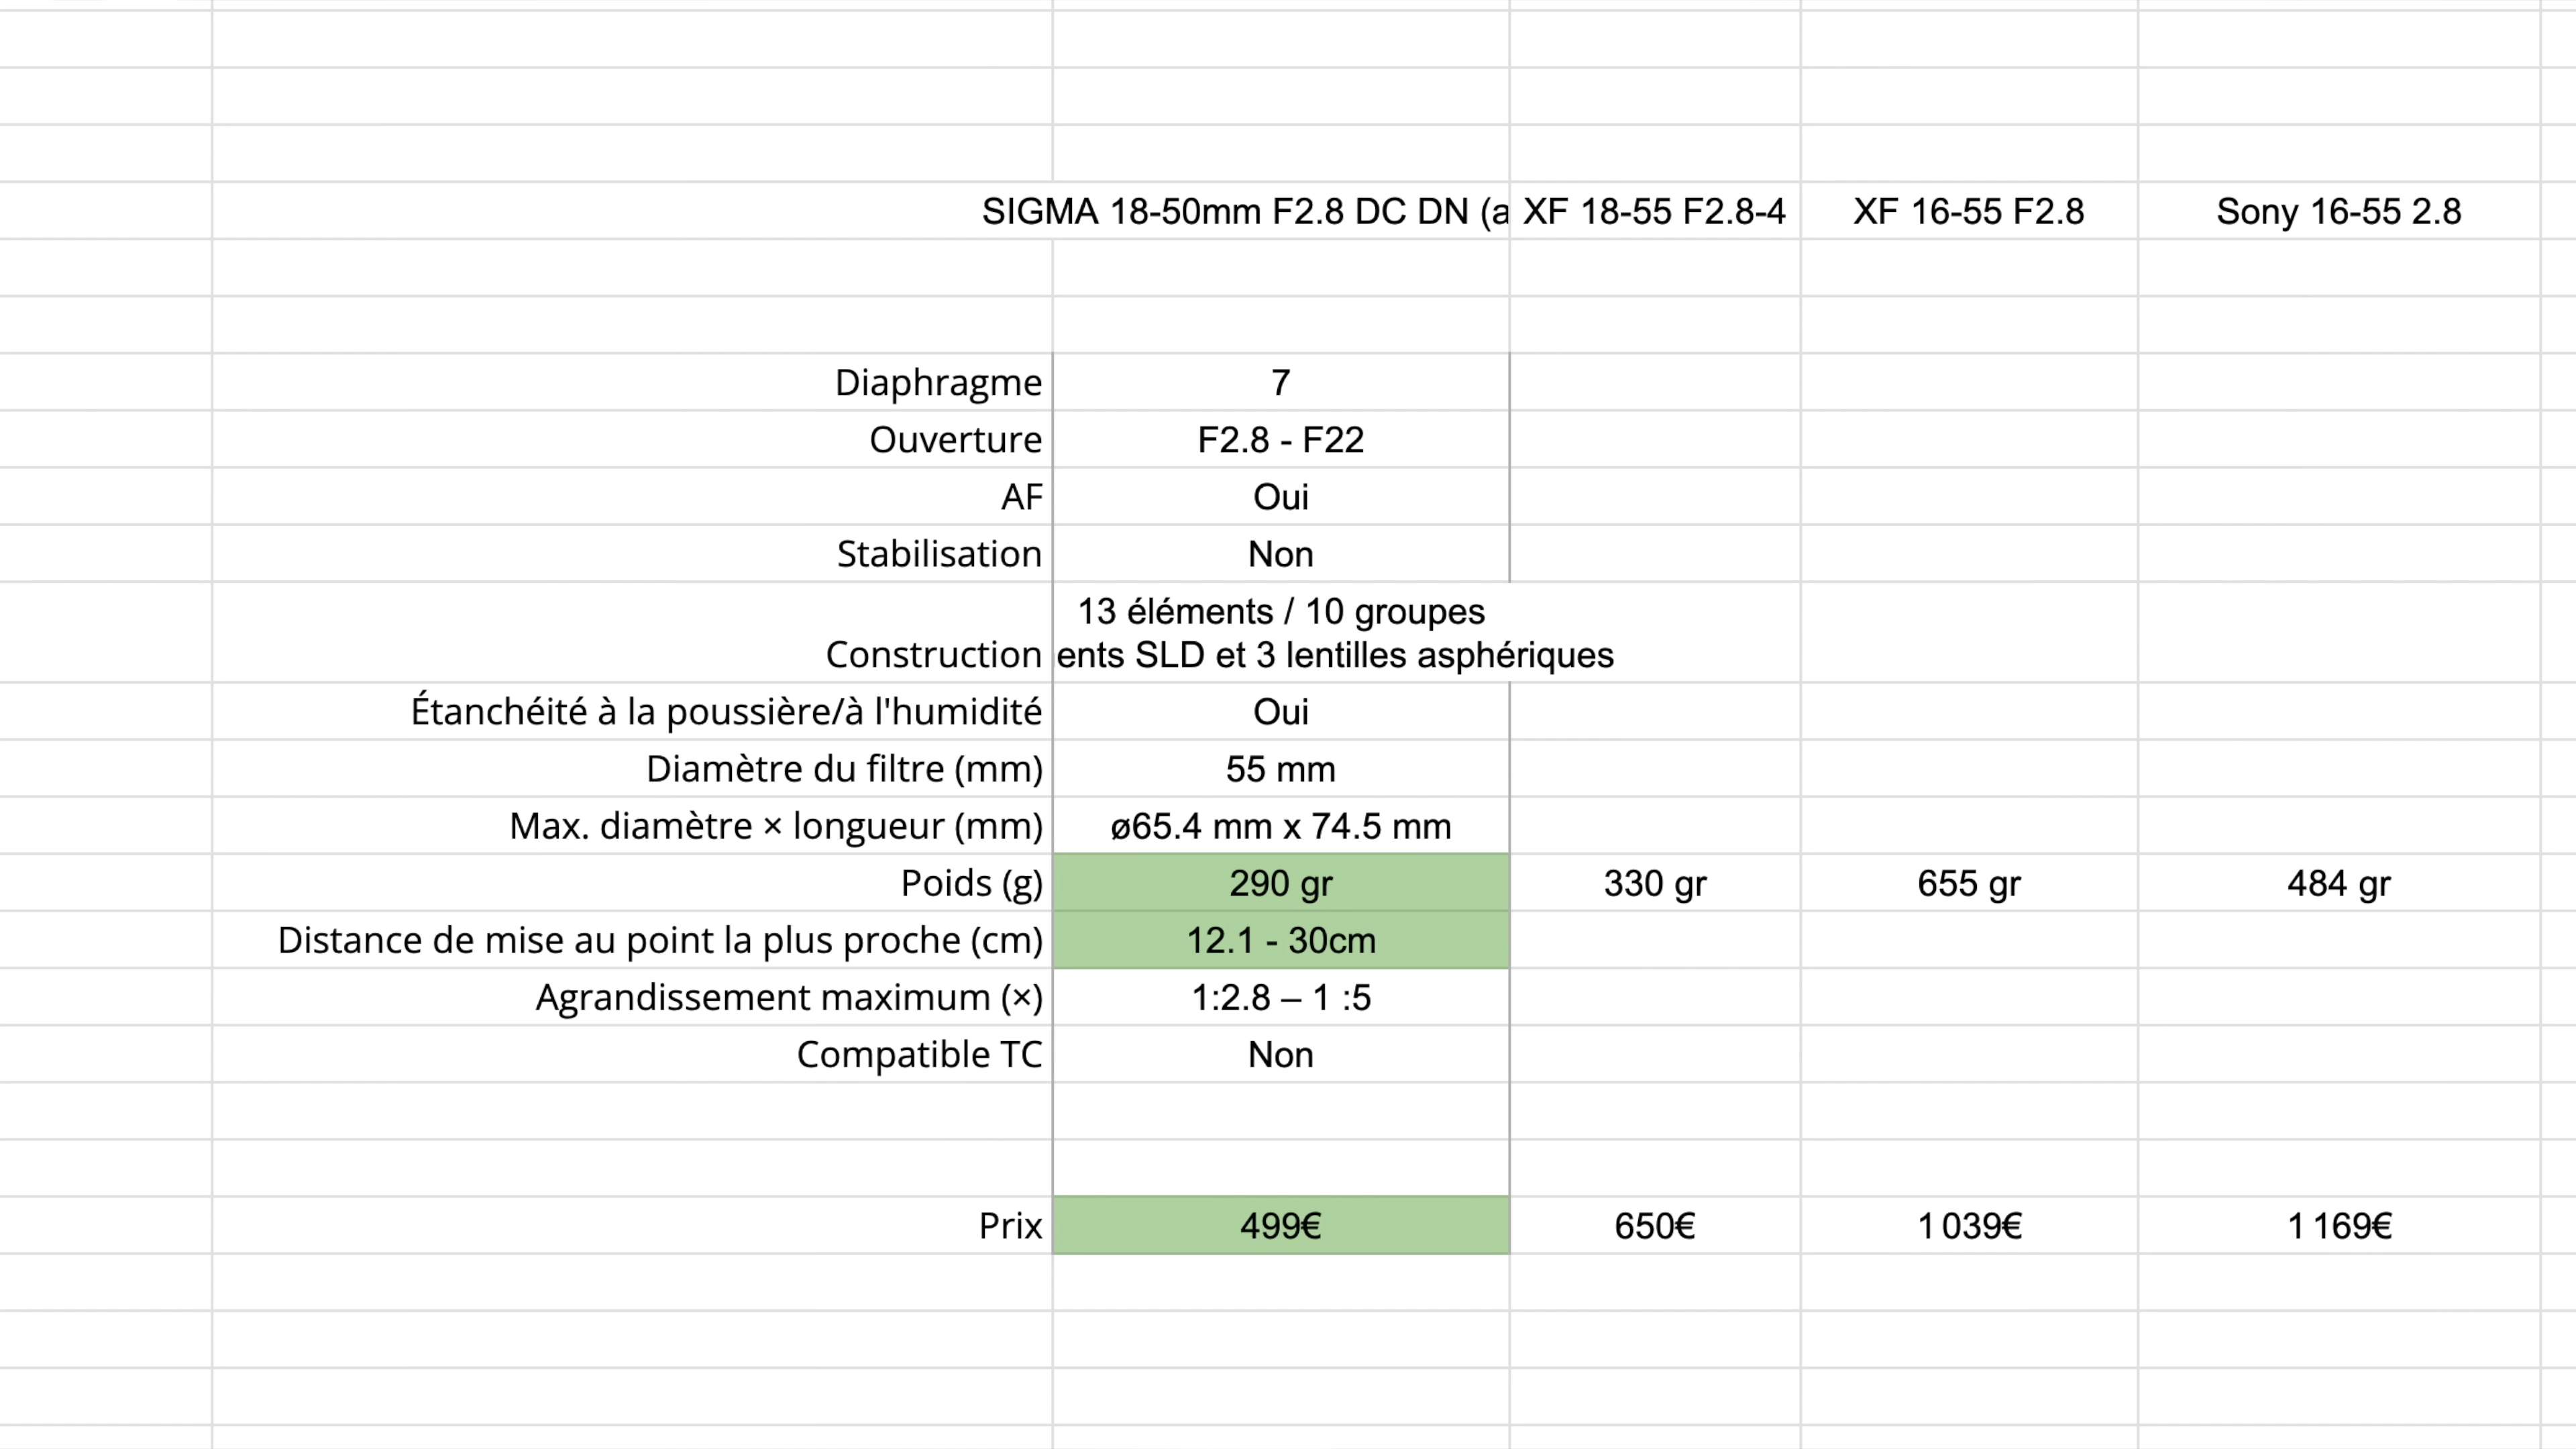 SIGMA 18-50mm F2.8 DC DN (a XF 18-55 F2.8-4 XF 16-55 F2.8 Sony 16-55 2.8
Diaphragme 7
Ouverture F2.8 - F22
AF Oui
Stabilisation Non
13 éléments / 10 groupes
Construction ents SLD et 3 lentilles asphériques
Étanchéité à la poussière/à l'humidité Oui
Diamètre du filtre (mm) 55 mm
Max. diamètre × longueur (mm) ø65.4 mm x 74.5 mm
Poids (g) 290 gr 330 gr 655 gr 484 gr
Distance de mise au point la plus proche (cm) 12.1 - 30cm
Agrandissement maximum (×) 1:2.8 – 1 :5
Compatible TC Non
Prix 499€ 650€ 1 039€ 1 169€